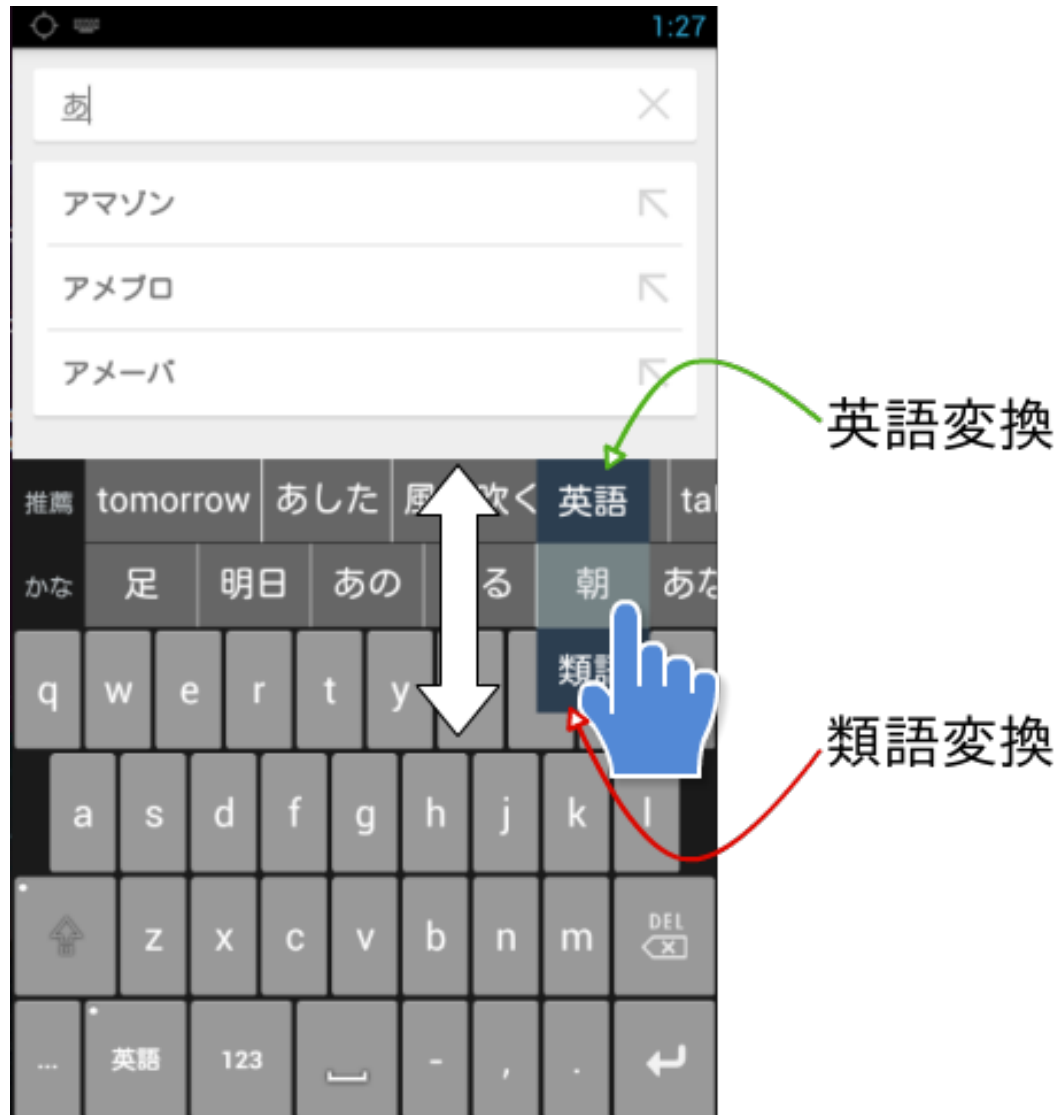 1:27
あ
アマゾン
アメブロ
アメーバ
英語変換
推薦 tomorrow あした 風 吹く 英語
かな 足 明日 あの る 朝
類語変換
q w e r t y
a s d f g h j k l
z x c v b n m DEL
... 英語 123 - , .